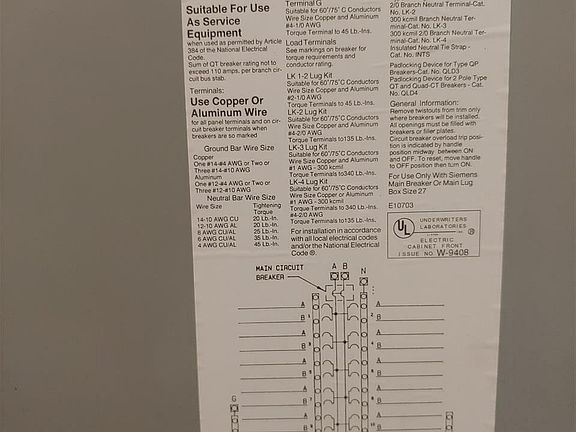 Suitable For Use
As Service
Equipment
when used as permitted by Article
384 of the National Electrical
Code.
Sum of QT breaker rating not to
exceed 110 amps. per branch cir-
cuit bus stab.
Terminals:
Use Copper Or
Aluminum Wire
for all panel terminals and on cir-
cuit breaker terminals when
breakers are so marked
Ground Bar Wire Size
Copper
One #14-#4 AWG or Two or
Three #14-#10 AWG
Aluminum
One #12-#4 AWG or Two or
Three #12-#10 AWG
Neutral Bar Wire Size
Wire Size Tightening
Torque
14-10 AWG CU 20 Lb.-In.
12-10 AWG AL 20 Lb.-In.
8 AWG CU/AL 25 Lb.-In.
6 AWG CU/AL 35 Lb.-In.
4 AWG CU/AL 45 Lb.-In.
Terminal G
Suitable for 60°/75° C Conductors
Wire Size Copper and Aluminum
#4-1/0 AWG
Torque Terminal to 45 Lb.-Ins.
Load Terminals
See markings on breaker for
torque requirements and
conductor rating.
LK 1-2 Lug Kit
Suitable for 60°/75°C Conductors
Wire Size Copper and Aluminum
#2-1/0 AWG
Torque Terminals to 45 Lb.-Ins.
LK-2 Lug Kit
Suitable for 60°/75°C Conductors
Wire Size Copper and Aluminum
#4-2/0 AWG
Torque Terminals to135 Lb.-Ins.
LK-3 Lug Kit
Suitable for 60°/75°C Conductors
Wire Size Copper and Aluminum
#1 AWG - 300 kcmil
Torque Terminals to340 Lb.-Ins.
LK-4 Lug Kit
Suitable for 60°/75°C Conductors
Wire Size Copper or Aluminum
#1 AWG - 300 kcmil
Torque Terminals to 340 Lb.-Ins.
#4-2/0 AWG
Torque Terminals to135 Lb.-Ins.
For installation in accordance
with all local electrical codes
and/or the National Electrical
Code ®.
2/0 Branch Neutral Terminal-Cat.
No. LK-2
300 kcmil Branch Neutral Ter-
minal-Cat. No. LK-3
300 kcmil 2/0 Branch Neutral Ter-
minal-Cat. No. LK-4
Insulated Neutral Tie Strap -
Cat. No. INTS
Padlocking Device for Type QP
Breakers-Cat. No. QLD3
Padlocking Device for 2 Pole Type
QT and Quad-CT Breakers - Cat.
No. QLD4
General Information:
Remove twistouts from trim only
where breakers will be installed.
All openings must be filled with
breakers or filler plates.
Circuit breaker overload trip posi-
tion is indicated by handle
position midway between ON
and OFF. To reset, move handle
to OFF position then turn ON.
For Use Only With Siemens
Main Breaker Or Main Lug
Box Size 27
E10703
UL
UNDERWRITERS
LABORATORIES
®
ELECTRIC
CABINET FRONT
ISSUE NO. W-9408
MAIN CIRCUIT
BREAKER
A B N
A A
B 1 2 B
A A
B 3 4 B
A A
B 5 6 B
A A
B 7 8 B
G
A A
B 9 10 B